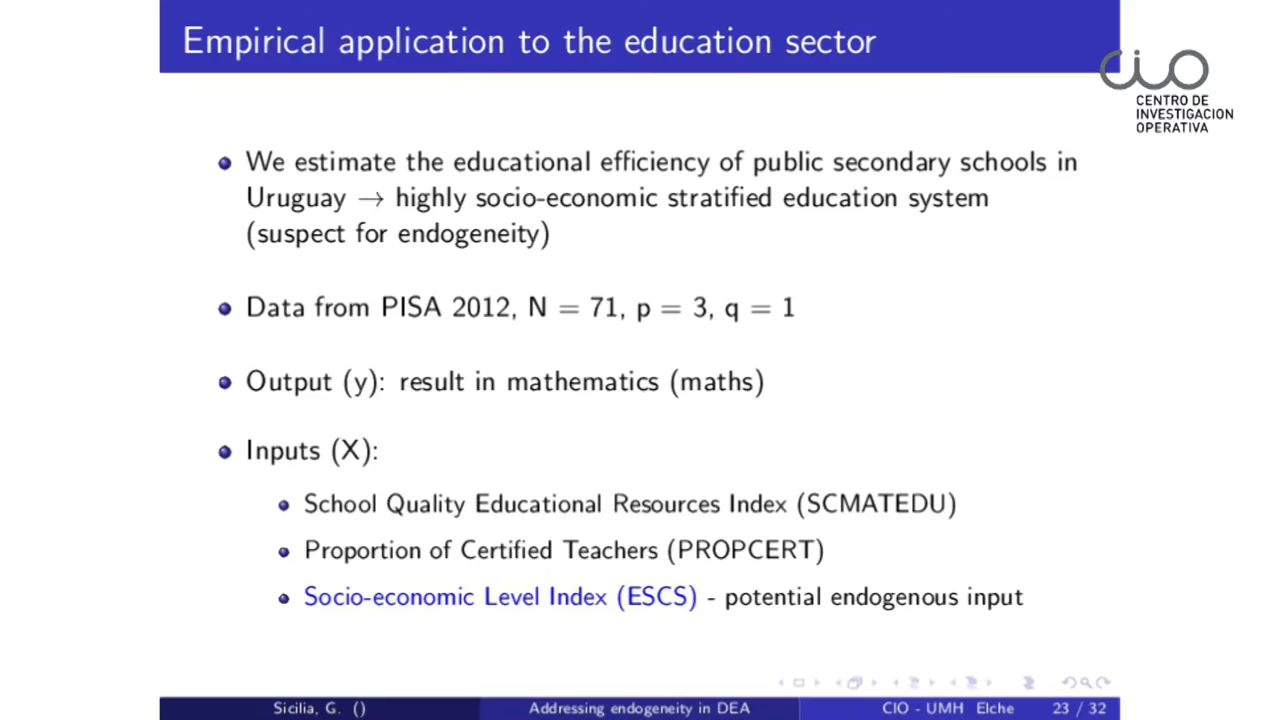 Empirical application to the education sector
CIO
CENTRO DE
INVESTIGACION
OPERATIVA
We estimate the educational efficiency of public secondary schools in
Uruguay → highly socio-economic stratified education system
(suspect for endogeneity)
Data from PISA 2012, N = 71, p = 3, q = 1
Output (y): result in mathematics (maths)
Inputs (X):
School Quality Educational Resources Index (SCMATEDU)
Proportion of Certified Teachers (PROPCERT)
Socio-economic Level Index (ESCS) - potential endogenous input
Sicilia, G. () Addressing endogeneity in DEA CIO - UMH Elche 23 / 32